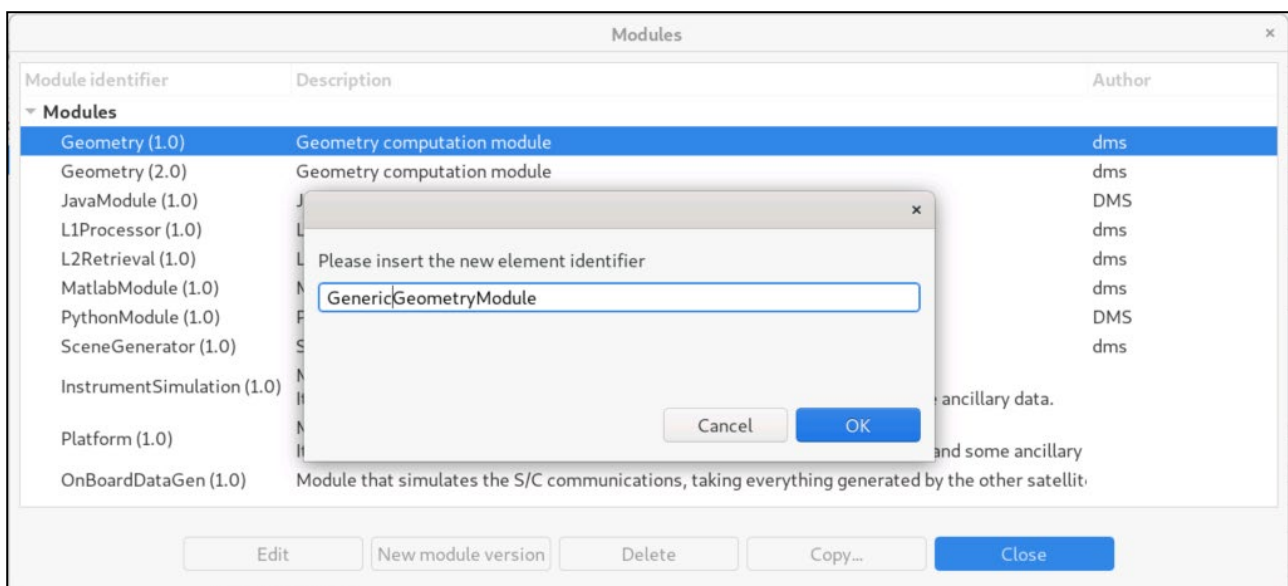 Modules ×
Module identifier Description Author
Modules
Geometry (1.0) Geometry computation module dms
Geometry (2.0) Geometry computation module dms
JavaModule (1.0) J DMS
L1Processor (1.0) L dms
L2Retrieval (1.0) L dms
MatlabModule (1.0) M dms
PythonModule (1.0) P DMS
SceneGenerator (1.0) S dms
×
Please insert the new element identifier
GenericGeometryModule
Cancel OK
M
InstrumentSimulation (1.0)
It ancillary data.
M
Platform (1.0)
It and some ancillary
OnBoardDataGen (1.0) Module that simulates the S/C communications, taking everything generated by the other satellit
Edit New module version Delete Copy... Close